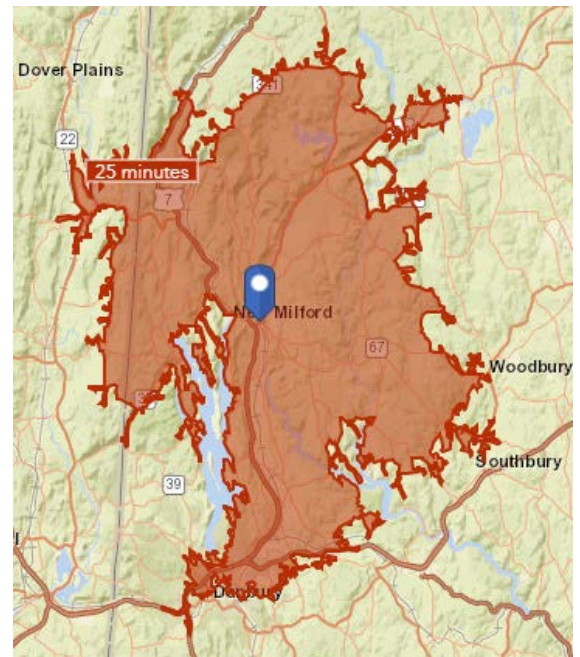 Dover Plains
341
22
25 minutes
7
New Milford
67
Woodbury
Southbury
39
Danbury